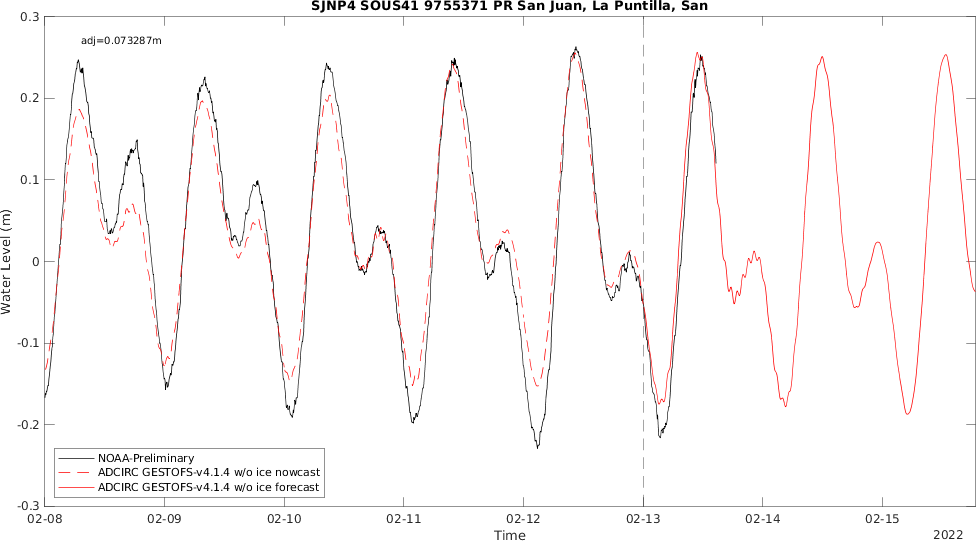 SJNP4 SOUS41 9755371 PR San Juan, La Puntilla, San
0.3
adj=0.073287m
0.2
0.1
0
-0.1
-0.2
-0.3
Water Level (m)
NOAA-Preliminary
ADCIRC GESTOFS-v4.1.4 w/o ice nowcast
ADCIRC GESTOFS-v4.1.4 w/o ice forecast
02-08 02-09 02-10 02-11 02-12 02-13 02-14 02-15
Time
2022